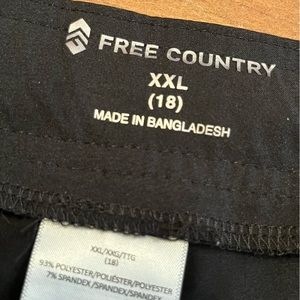 FREE COUNTRY
XXL
(18)
MADE IN BANGLADESH
XXL/XXG/TTG
(18)
93% POLYESTER/POLIÉSTER/POLYESTER
7% SPANDEX/SPANDEX/SPANDEX